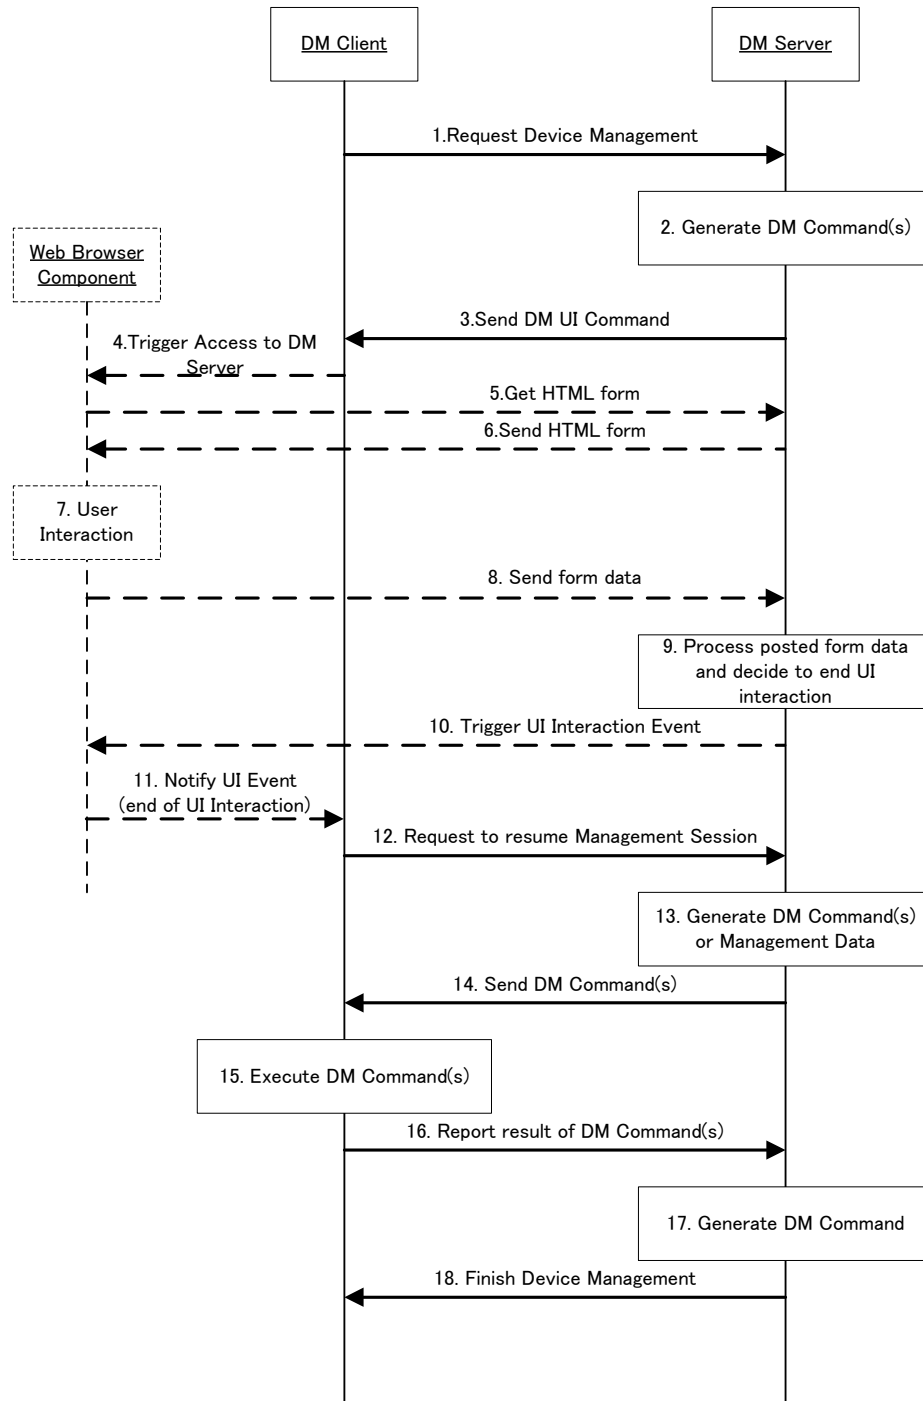 DM Client
DM Server
1.Request Device Management
2. Generate DM Command(s)
Web Browser
Component
3.Send DM UI Command
4.Trigger Access to DM
Server
5.Get HTML form
6.Send HTML form
7. User
Interaction
8. Send form data
9. Process posted form data
and decide to end UI
interaction
10. Trigger UI Interaction Event
11. Notify UI Event
(end of UI Interaction)
12. Request to resume Management Session
13. Generate DM Command(s)
or Management Data
14. Send DM Command(s)
15. Execute DM Command(s)
16. Report result of DM Command(s)
17. Generate DM Command
18. Finish Device Management